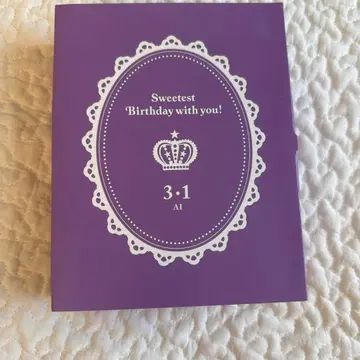 Sweetest
Birthday with you!
3·1
AI